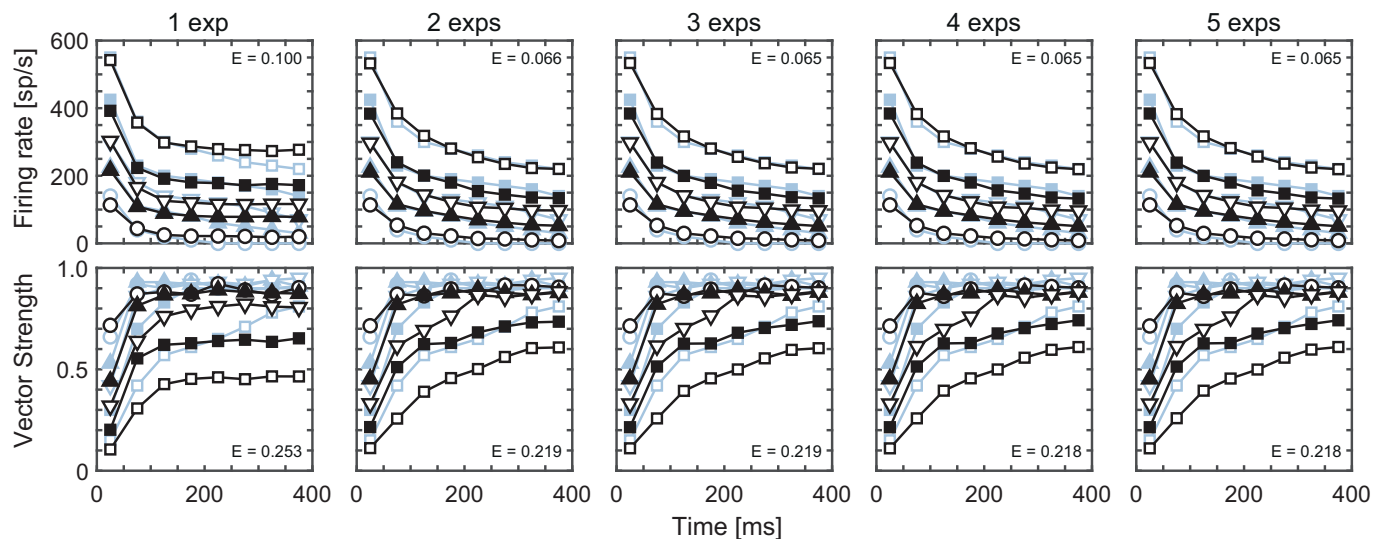 1 exp
2 exps
3 exps
4 exps
5 exps
Firing rate [sp/s]
600
400
200
0
E = 0.100
E = 0.066
E = 0.065
E = 0.065
E = 0.065
Vector Strength
1.0
0.5
0
E = 0.253
E = 0.219
E = 0.219
E = 0.218
E = 0.218
0 200 400
0 200 400
0 200 400
0 200 400
0 200 400
Time [ms]